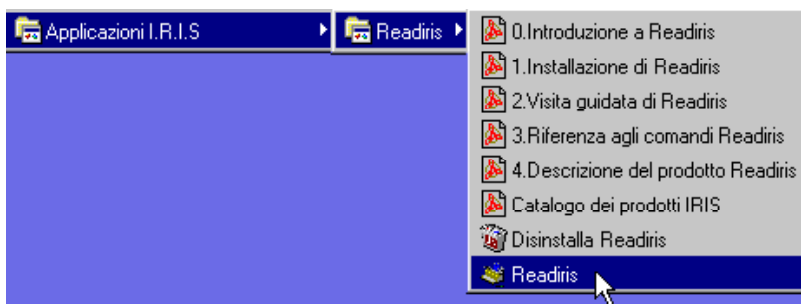 Applicazioni I.R.I.S
Readiris
0.Introduzione a Readiris
1.Installazione di Readiris
2.Visita guidata di Readiris
3.Riferenza agli comandi Readiris
4.Descrizione del prodotto Readiris
Catalogo dei prodotti IRIS
Disinstalla Readiris
Readiris